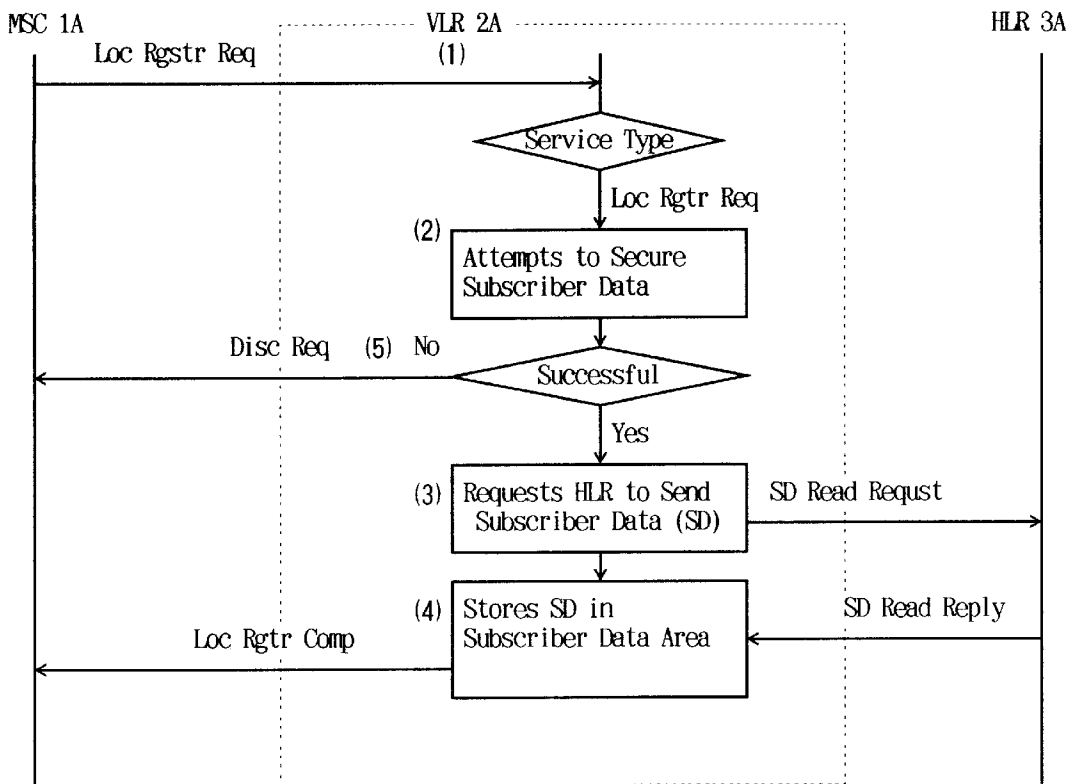 MSC 1A
VLR 2A
HLR 3A
Loc Rgstr Req
(1)
Service Type
Loc Rgtr Req
(2)
Attempts to Secure
Subscriber Data
Disc Req
(5)
No
Successful
Yes
(3)
Requests HLR to Send
Subscriber Data (SD)
SD Read Requst
(4)
Stores SD in
Subscriber Data Area
SD Read Reply
Loc Rgtr Comp